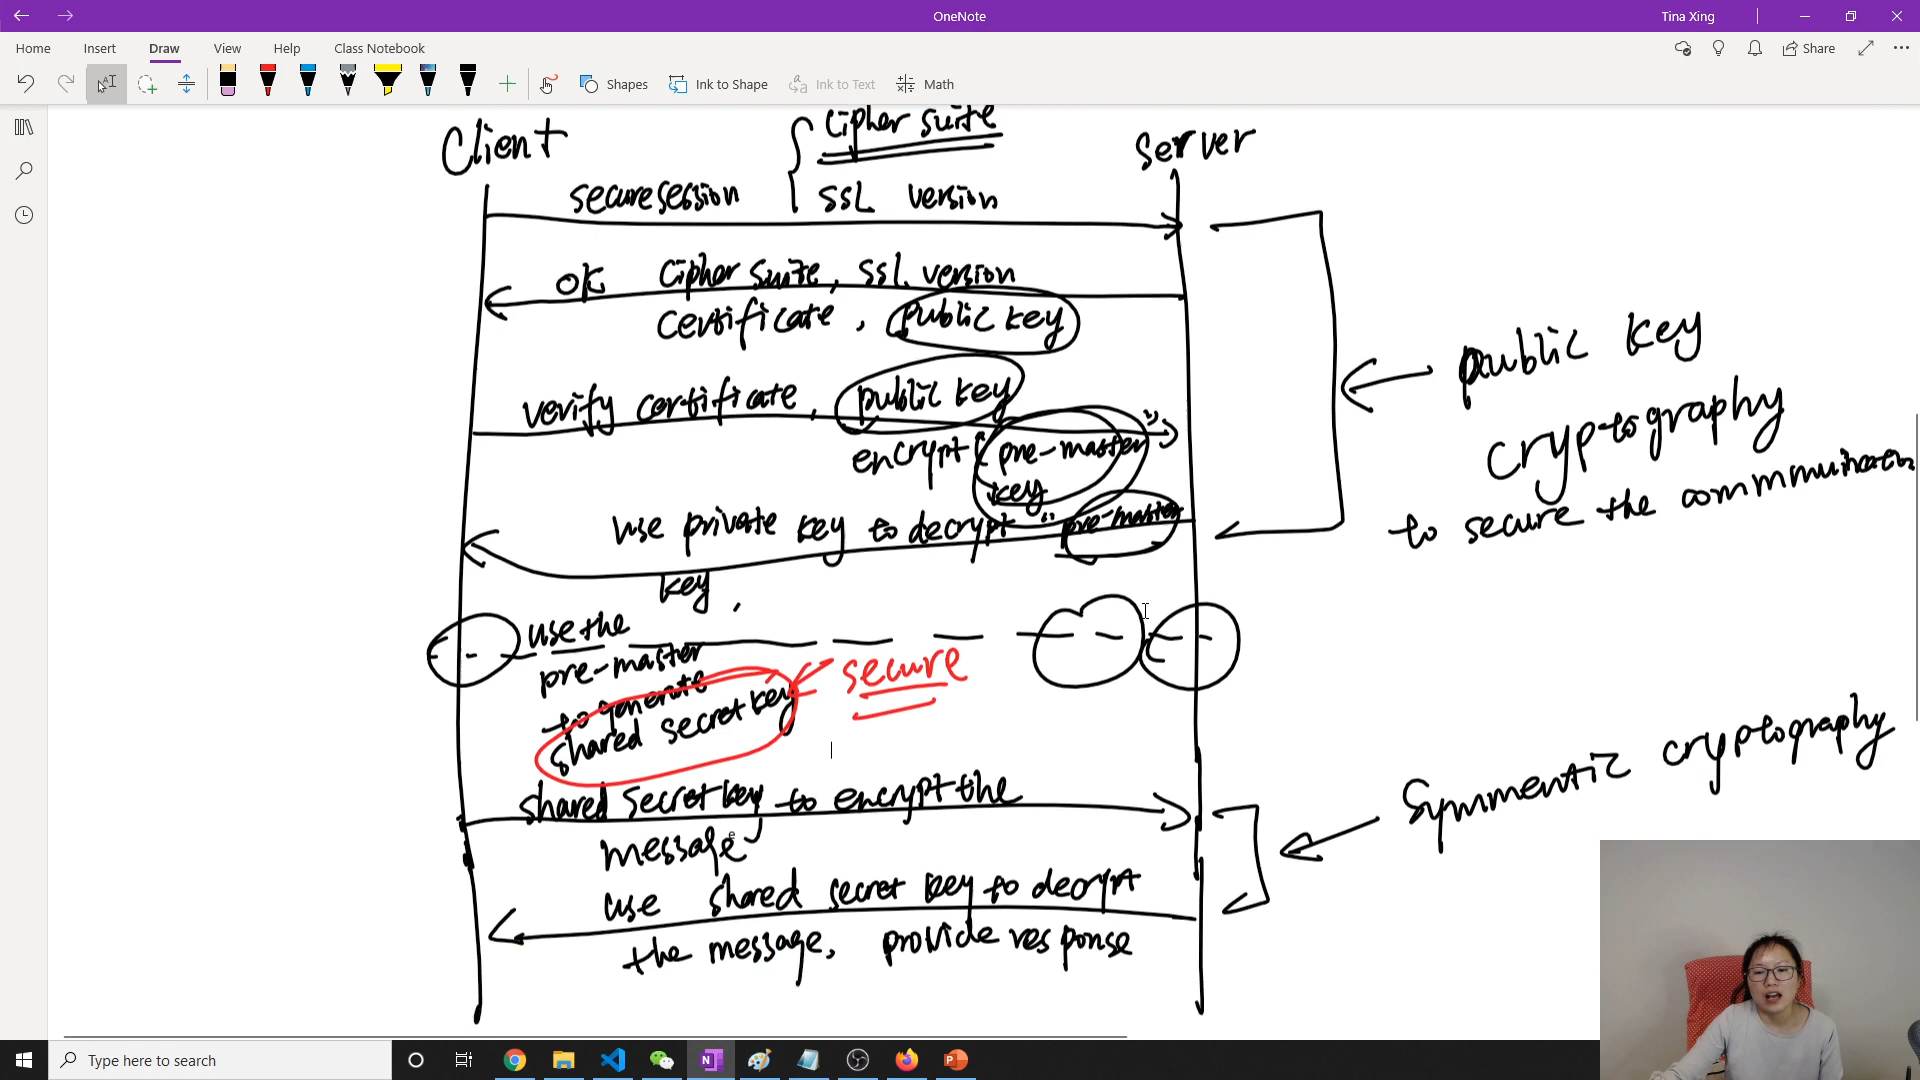 OneNote
Tina Xing
Home Insert Draw View Help Class Notebook
Share
Shapes Ink to Shape Ink to Text Math
cipher suite
Client
server
secure session
SSL version
OK cipher suite, SSL version
certificate, public key
public key
cryptography
to secure the
verify certificate, public key
encrypt "pre-master"
key
use private key to decrypt "pre-master
key,
use the
pre-master
to generate
shared secret key
secure
Symmentric cryptography
shared secret key to encrypt the
message
use shared secret key to decrypt
the message, provide response
Type here to search